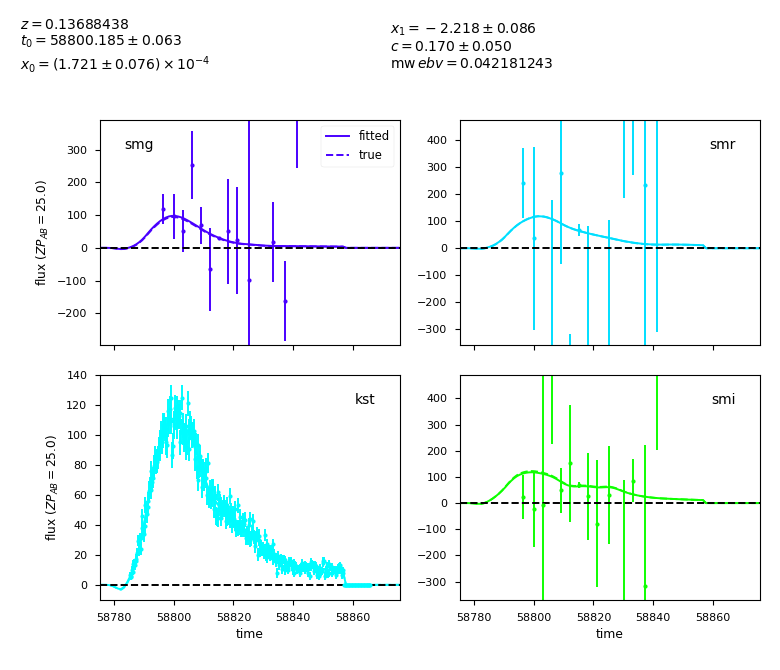 z = 0.13688438
t0 = 58800.185 ± 0.063
x0 = (1.721 ± 0.076) × 10^−4
x1 = −2.218 ± 0.086
c = 0.170 ± 0.050
mw ebv = 0.042181243
smg
fitted
true
300
200
100
0
−100
−200
flux (ZP_AB = 25.0)
smr
400
300
200
100
0
−100
−200
−300
kst
140
120
100
80
60
40
20
0
flux (ZP_AB = 25.0)
58780 58800 58820 58840 58860
time
smi
400
300
200
100
0
−100
−200
−300
58780 58800 58820 58840 58860
time